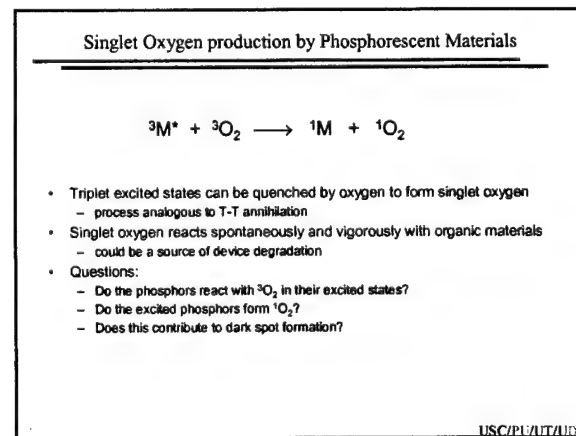 Singlet Oxygen production by Phosphorescent Materials
³M* + ³O₂ ⟶ ¹M + ¹O₂
• Triplet excited states can be quenched by oxygen to form singlet oxygen
– process analogous to T-T annihilation
• Singlet oxygen reacts spontaneously and vigorously with organic materials
– could be a source of device degradation
• Questions:
– Do the phosphors react with ³O₂ in their excited states?
– Do the excited phosphors form ¹O₂?
– Does this contribute to dark spot formation?
USC/PU/UT/UD